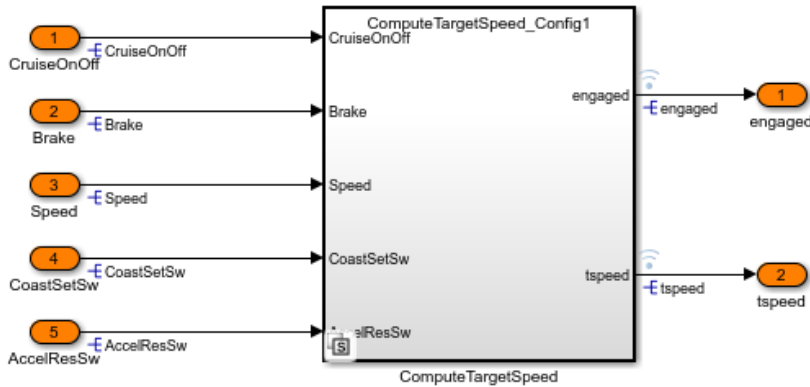 ComputeTargetSpeed_Config1
1
CruiseOnOff
CruiseOnOff
CruiseOnOff
2
Brake
Brake
Brake
3
Speed
Speed
Speed
4
CoastSetSw
CoastSetSw
CoastSetSw
5
AccelResSw
AccelResSw
S
engaged
engaged
1
engaged
tspeed
tspeed
2
tspeed
ComputeTargetSpeed